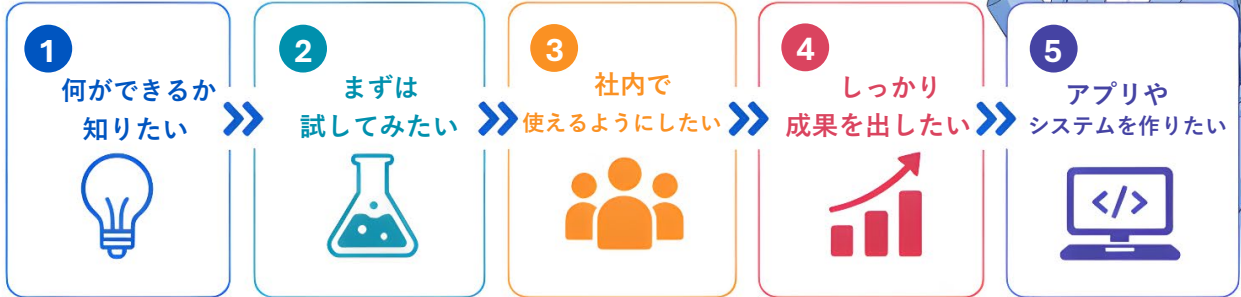 1
何ができるか
知りたい
2
まずは
試してみたい
3
社内で
使えるようにしたい
4
しっかり
成果を出したい
5
アプリや
システムを作りたい
</>